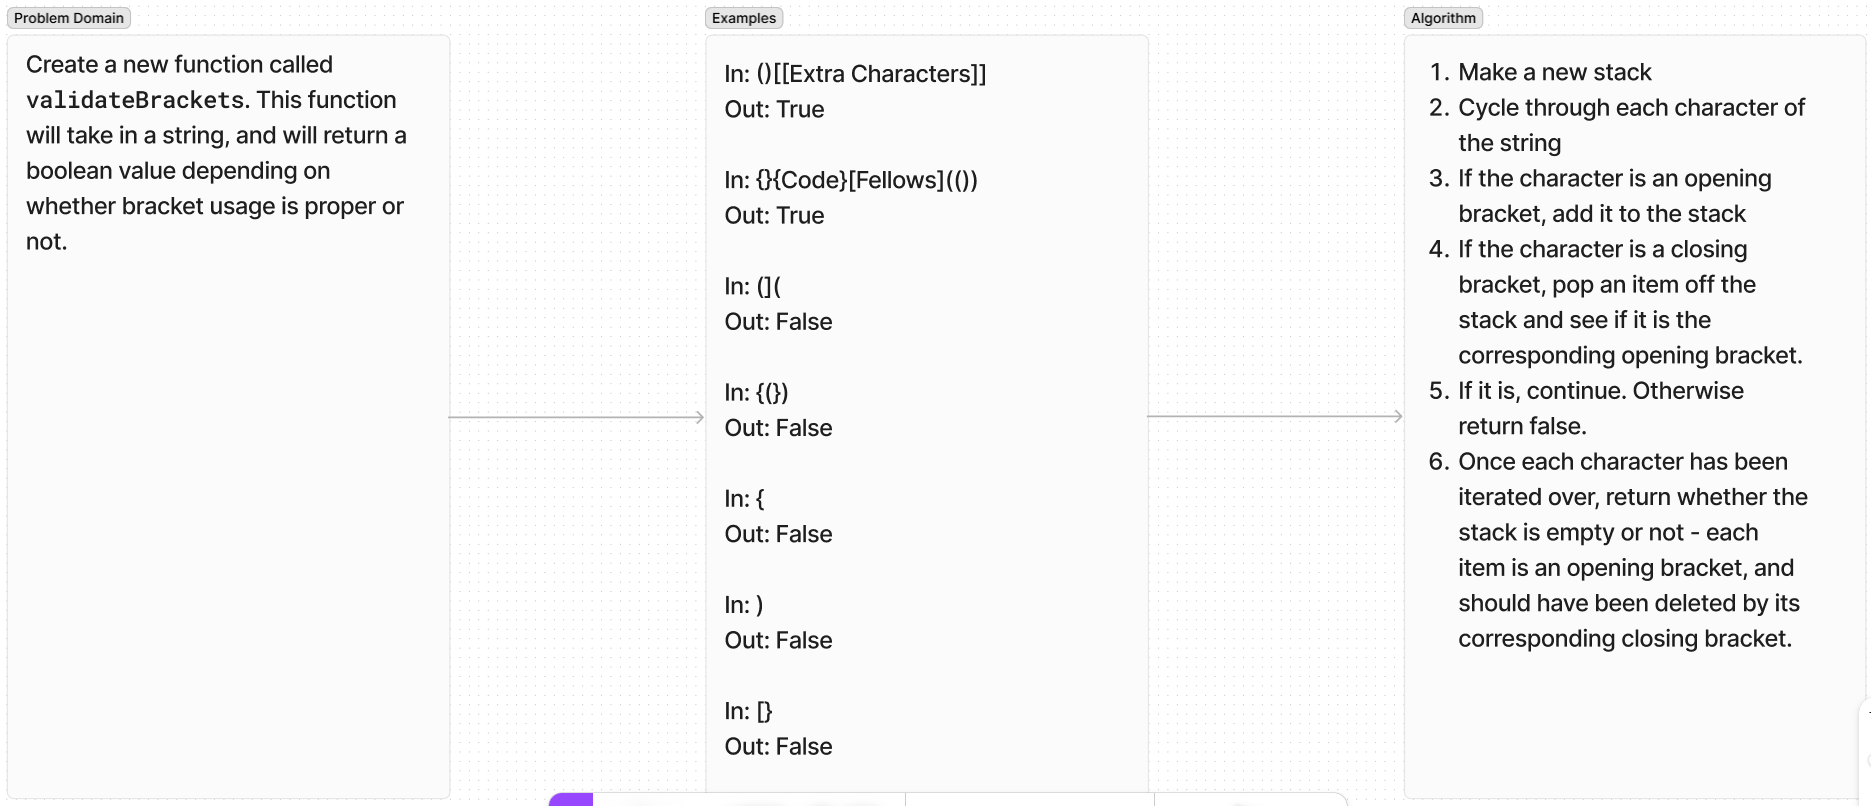 Problem Domain
Create a new function called
validateBrackets. This function
will take in a string, and will return a
boolean value depending on
whether bracket usage is proper or
not.
Examples
In: ()[[Extra Characters]]
Out: True
In: {}{Code}[Fellows](())
Out: True
In: (](
Out: False
In: {(})
Out: False
In: {
Out: False
In: )
Out: False
In: [}
Out: False
Algorithm
1. Make a new stack
2. Cycle through each character of
the string
3. If the character is an opening
bracket, add it to the stack
4. If the character is a closing
bracket, pop an item off the
stack and see if it is the
corresponding opening bracket.
5. If it is, continue. Otherwise
return false.
6. Once each character has been
iterated over, return whether the
stack is empty or not - each
item is an opening bracket, and
should have been deleted by its
corresponding closing bracket.